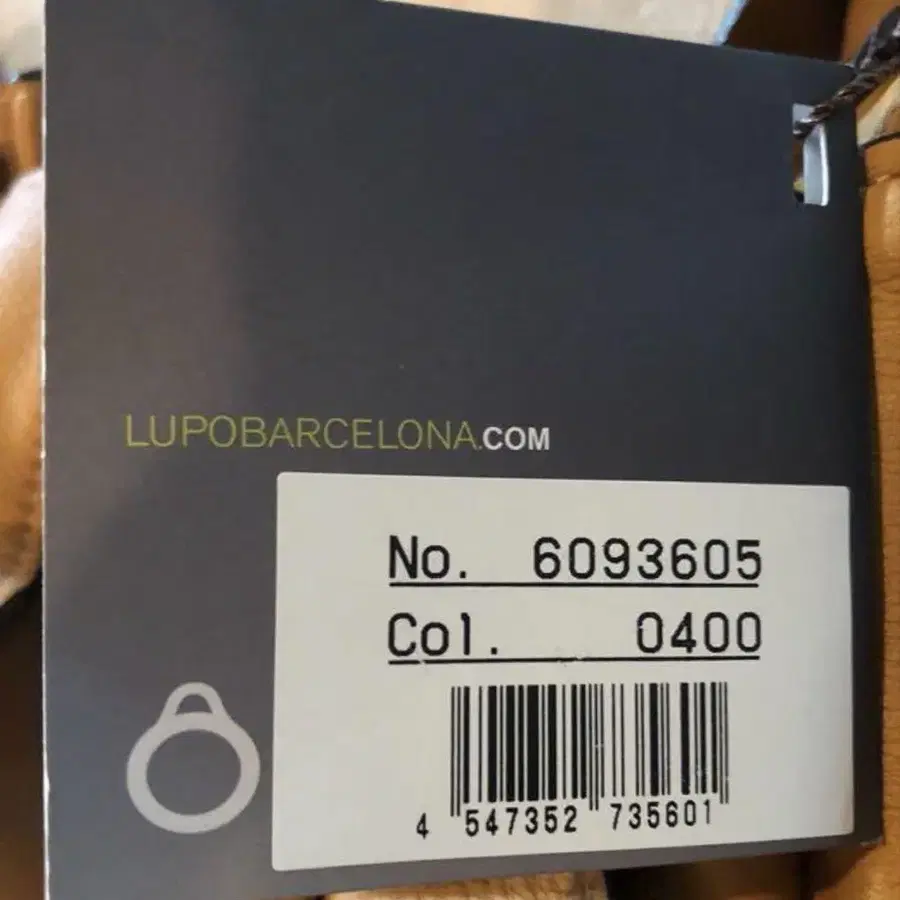 LUPOBARCELONA.COM
No. 6093605
Col. 0400
4 547352 735601